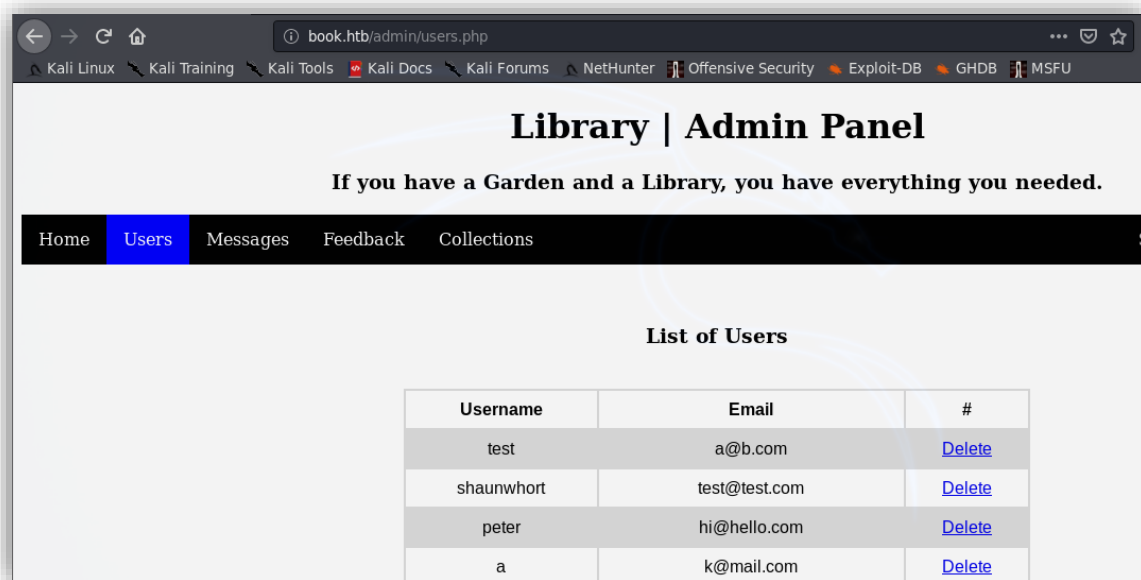 book.htb/admin/users.php
Kali Linux Kali Training Kali Tools Kali Docs Kali Forums NetHunter Offensive Security Exploit-DB GHDB MSFU
Library | Admin Panel
If you have a Garden and a Library, you have everything you needed.
Home Users Messages Feedback Collections
List of Users
Username Email #
test a@b.com Delete
shaunwhort test@test.com Delete
peter hi@hello.com Delete
a k@mail.com Delete